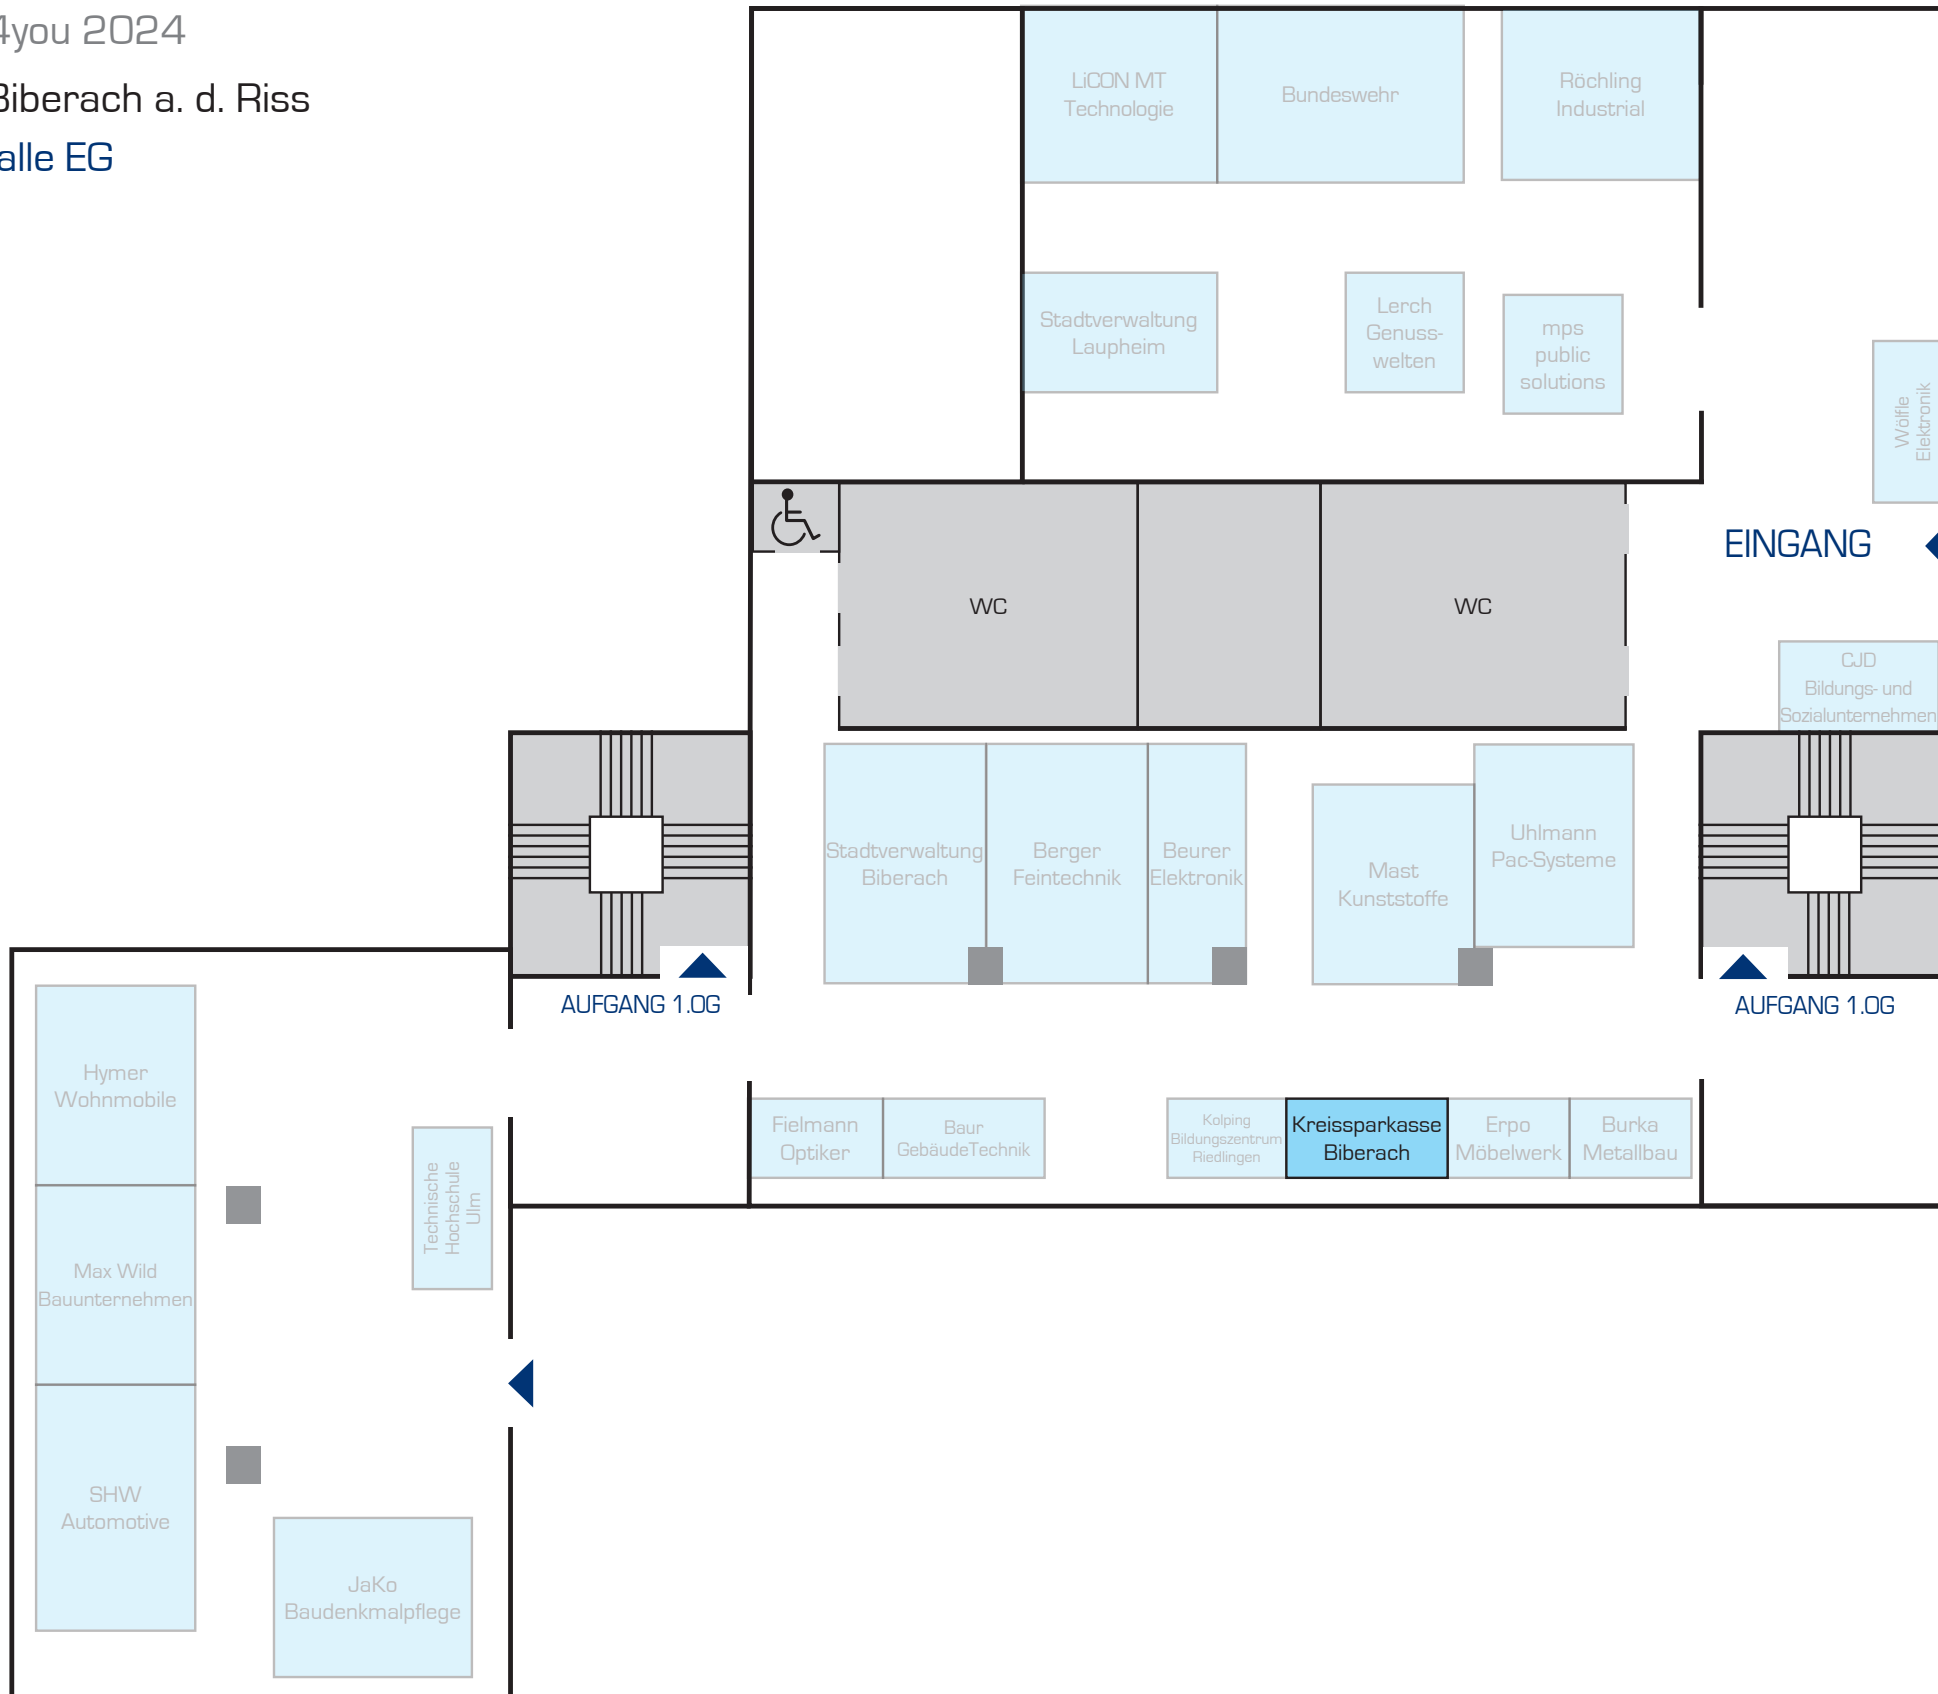 4you 2024
Biberach a. d. Riss
alle EG
LiCON MT
Technologie
Bundeswehr
Röchling
Industrial
Stadtverwaltung
Laupheim
Lerch
Genuss-
welten
mps
public
solutions
Wölfle
Elektronik
EINGANG
WC
WC
CJD
Bildungs- und
Sozialunternehmen
Stadtverwaltung
Biberach
Berger
Feintechnik
Beurer
Elektronik
Mast
Kunststoffe
Uhlmann
Pac-Systeme
AUFGANG 1.OG
AUFGANG 1.OG
Hymer
Wohnmobile
Technische
Hochschule
Ulm
Fielmann
Optiker
Baur
GebäudeTechnik
Kolping
Bildungszentrum
Riedlingen
Kreissparkasse
Biberach
Erpo
Möbelwerk
Burka
Metallbau
Max Wild
Bauunternehmen
SHW
Automotive
JaKo
Baudenkmalpflege